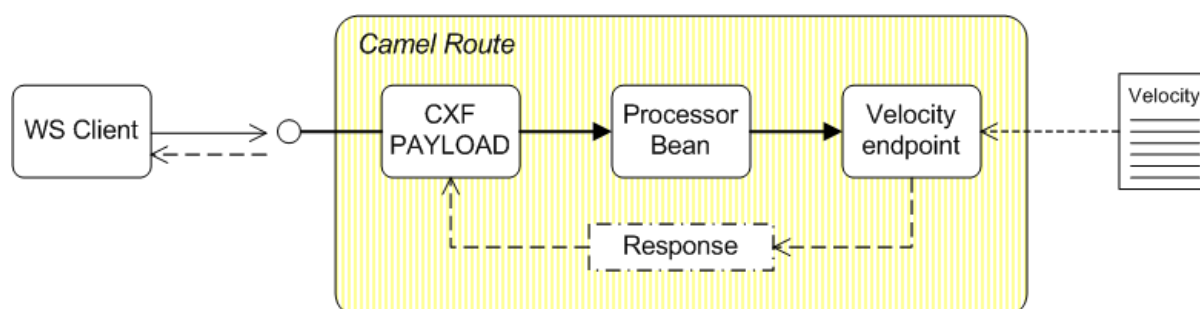 Camel Route
WS Client
CXF
PAYLOAD
Processor
Bean
Velocity
endpoint
Velocity
Response